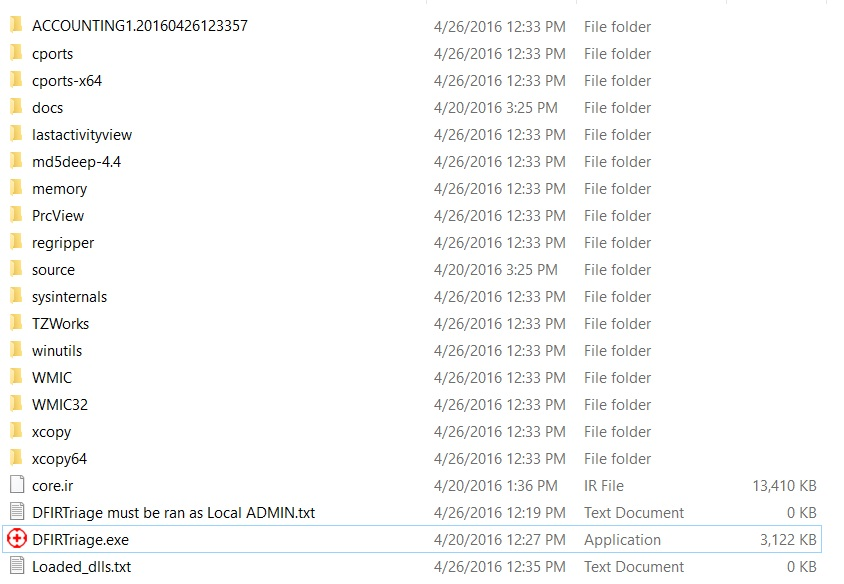 ACCOUNTING1.20160426123357 4/26/2016 12:33 PM File folder
cports 4/26/2016 12:33 PM File folder
cports-x64 4/26/2016 12:33 PM File folder
docs 4/20/2016 3:25 PM File folder
lastactivityview 4/26/2016 12:33 PM File folder
md5deep-4.4 4/26/2016 12:33 PM File folder
memory 4/26/2016 12:33 PM File folder
PrcView 4/26/2016 12:33 PM File folder
regripper 4/26/2016 12:33 PM File folder
source 4/20/2016 3:25 PM File folder
sysinternals 4/26/2016 12:33 PM File folder
TZWorks 4/26/2016 12:33 PM File folder
winutils 4/26/2016 12:33 PM File folder
WMIC 4/26/2016 12:33 PM File folder
WMIC32 4/26/2016 12:33 PM File folder
xcopy 4/26/2016 12:33 PM File folder
xcopy64 4/26/2016 12:33 PM File folder
core.ir 4/20/2016 1:36 PM IR File 13,410 KB
DFIRTriage must be ran as Local ADMIN.txt 4/26/2016 12:19 PM Text Document 0 KB
DFIRTriage.exe 4/20/2016 12:27 PM Application 3,122 KB
Loaded_dlls.txt 4/26/2016 12:35 PM Text Document 0 KB